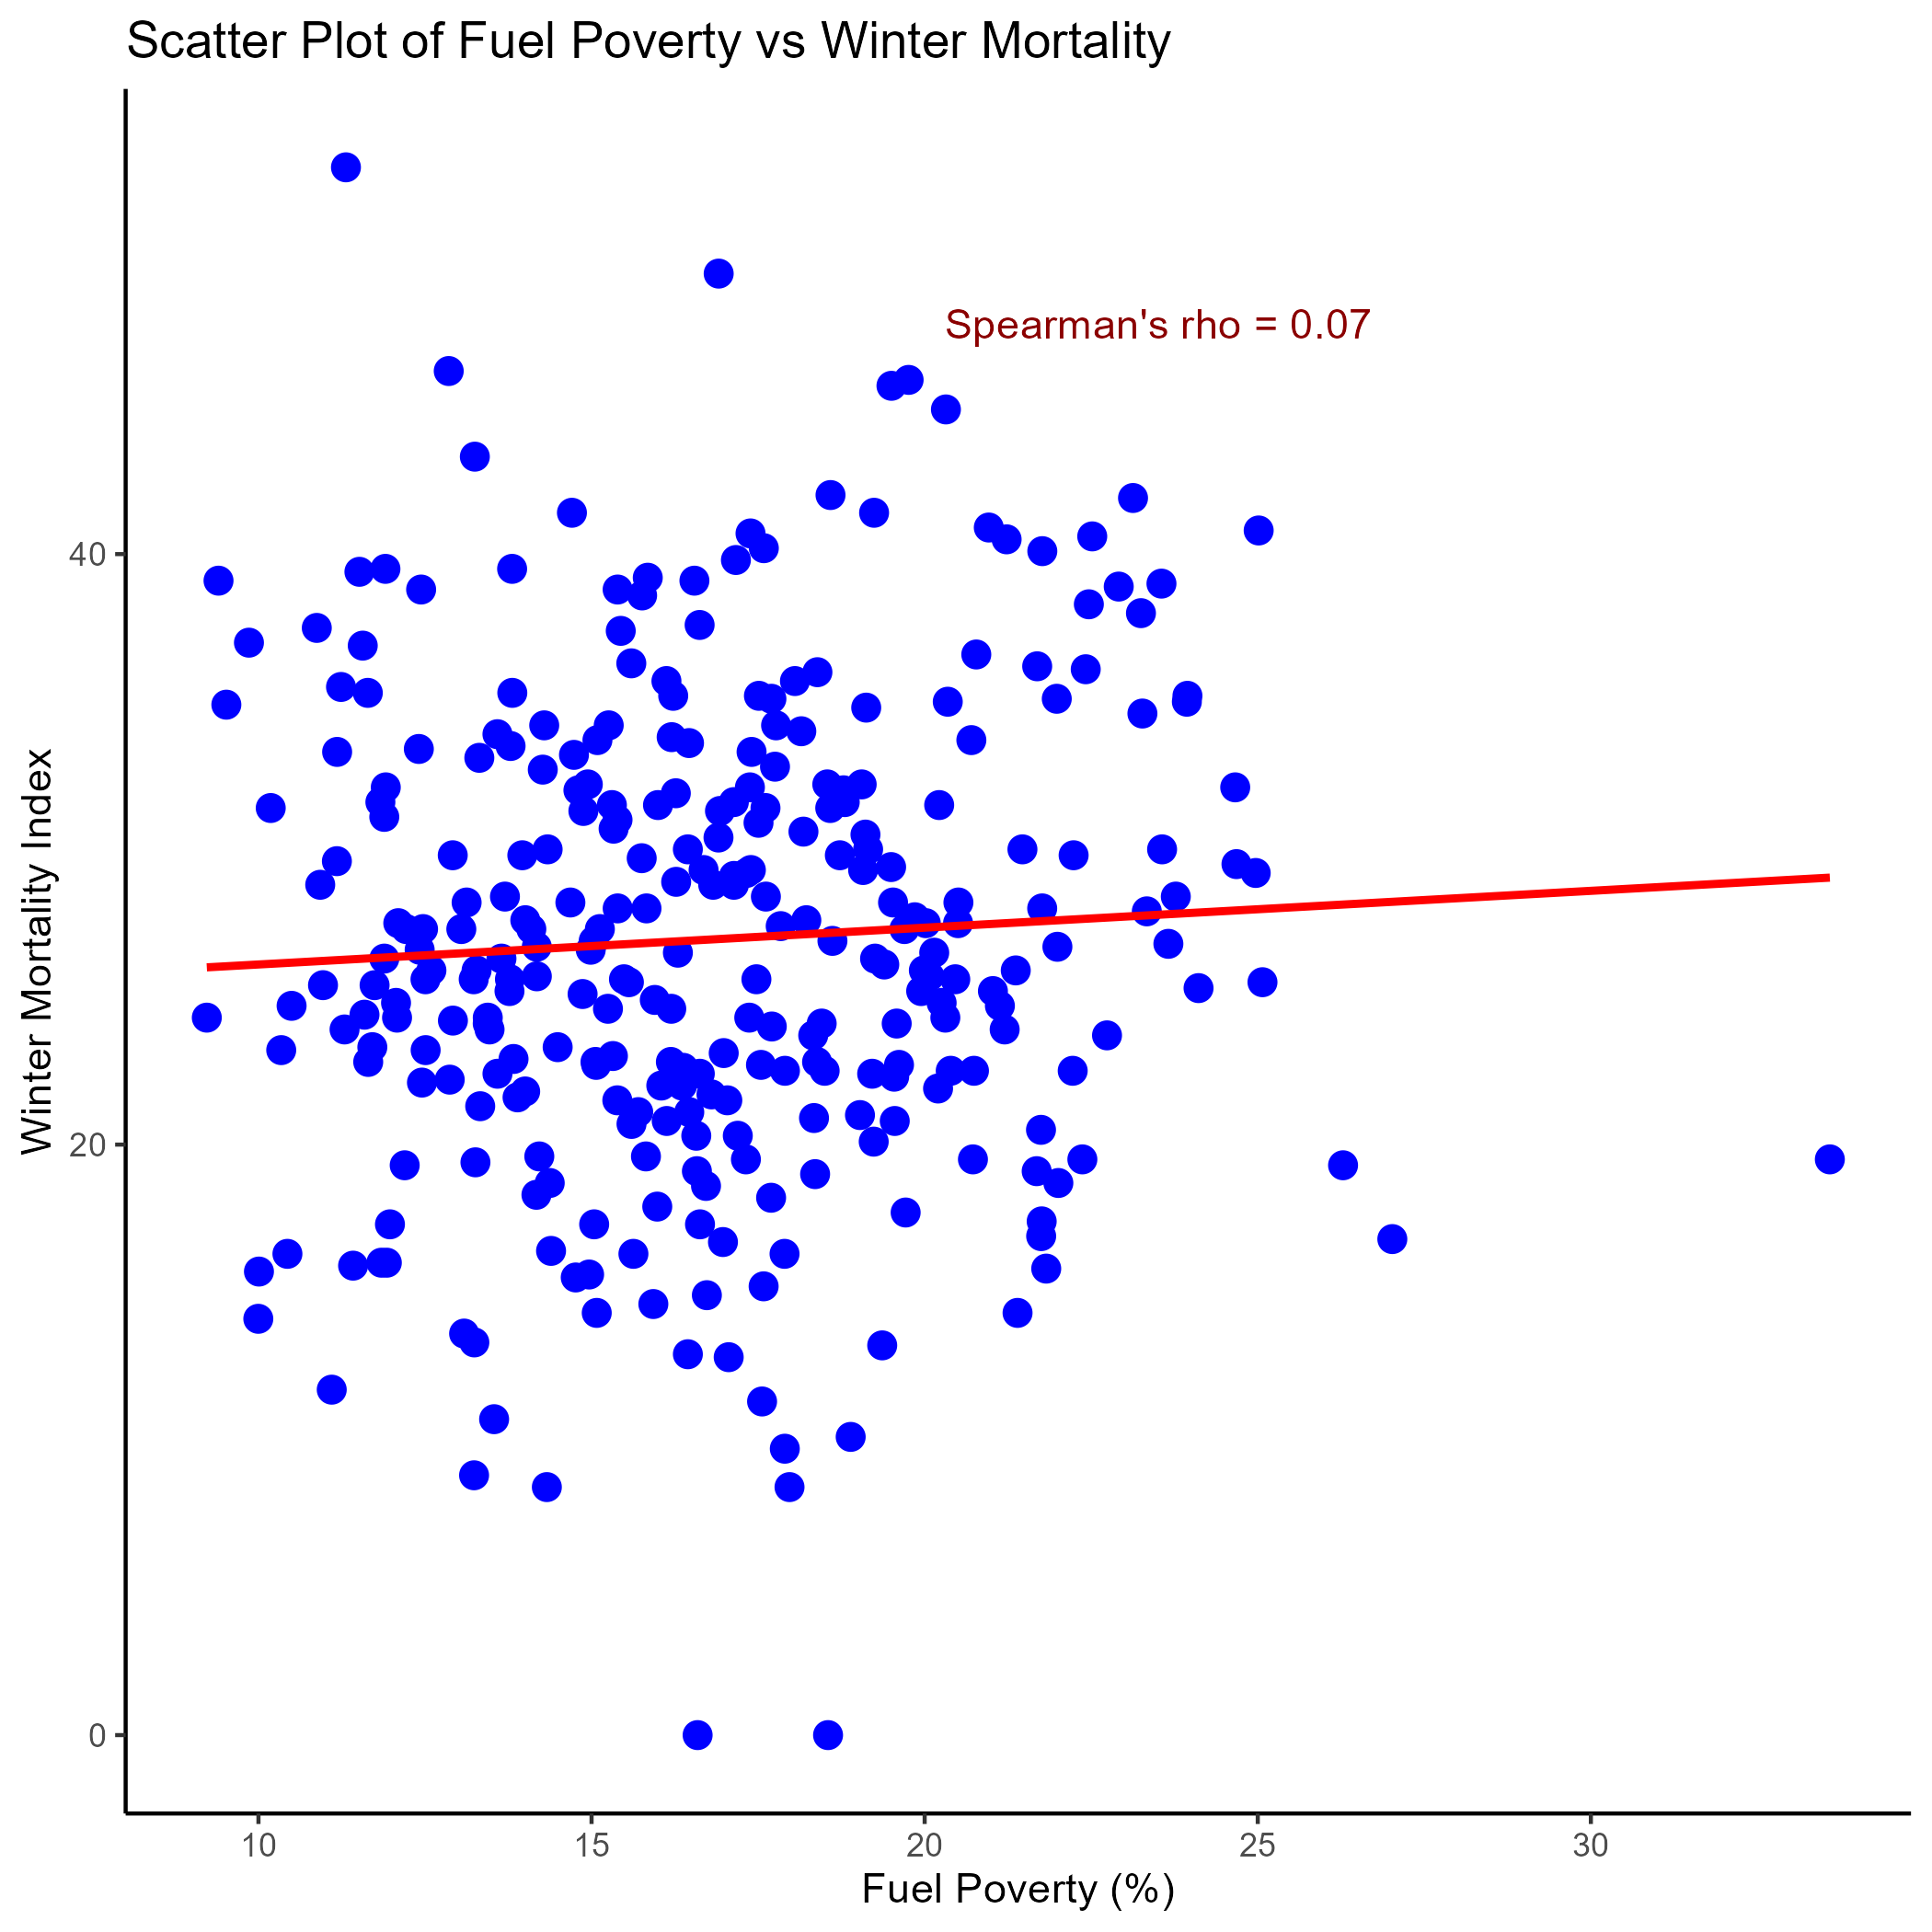 Scatter Plot of Fuel Poverty vs Winter Mortality
Spearman's rho = 0.07
Winter Mortality Index
40
20
0
10 15 20 25 30
Fuel Poverty (%)